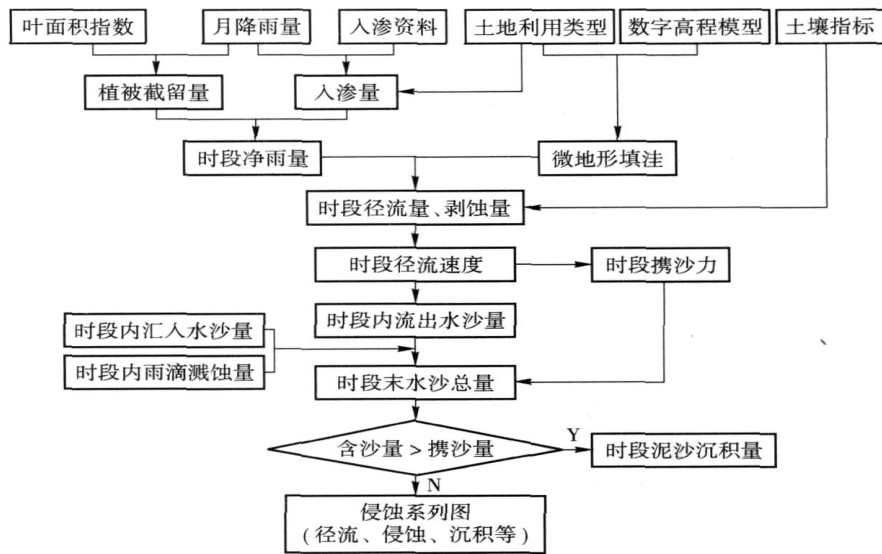 叶面积指数
月降雨量
入渗资料
土地利用类型
数字高程模型
土壤指标
植被截留量
入渗量
时段净雨量
微地形填洼
时段径流量、剥蚀量
时段径流速度
时段携沙力
时段内汇入水沙量
时段内流出水沙量
时段内雨滴溅蚀量
时段末水沙总量
含沙量>携沙量
Y
时段泥沙沉积量
N
侵蚀系列图
(径流、侵蚀、沉积等)